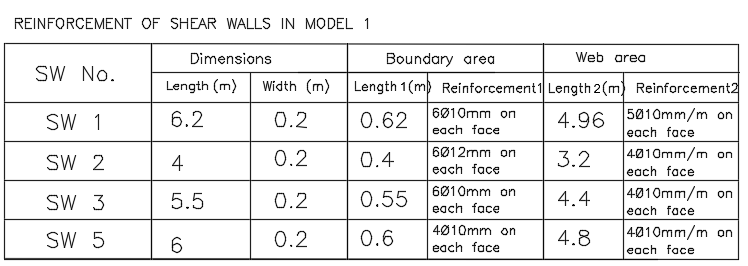 REINFORCEMENT OF SHEAR WALLS IN MODEL 1
SW No. Dimensions Boundary area Web area
Length (m) Width (m) Length1(m) Reinforcement1 Length2(m) Reinforcement2
SW 1 6.2 0.2 0.62 6Ø10mm on each face 4.96 5Ø10mm/m on each face
SW 2 4 0.2 0.4 6Ø12mm on each face 3.2 4Ø10mm/m on each face
SW 3 5.5 0.2 0.55 6Ø10mm on each face 4.4 4Ø10mm/m on each face
SW 5 6 0.2 0.6 4Ø10mm on each face 4.8 4Ø10mm/m on each face